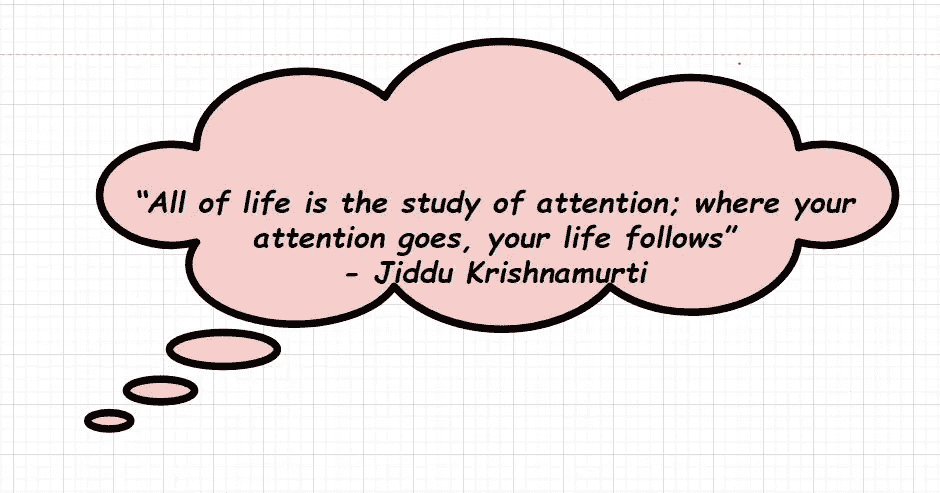 “All of life is the study of attention; where your
attention goes, your life follows”
- Jiddu Krishnamurti